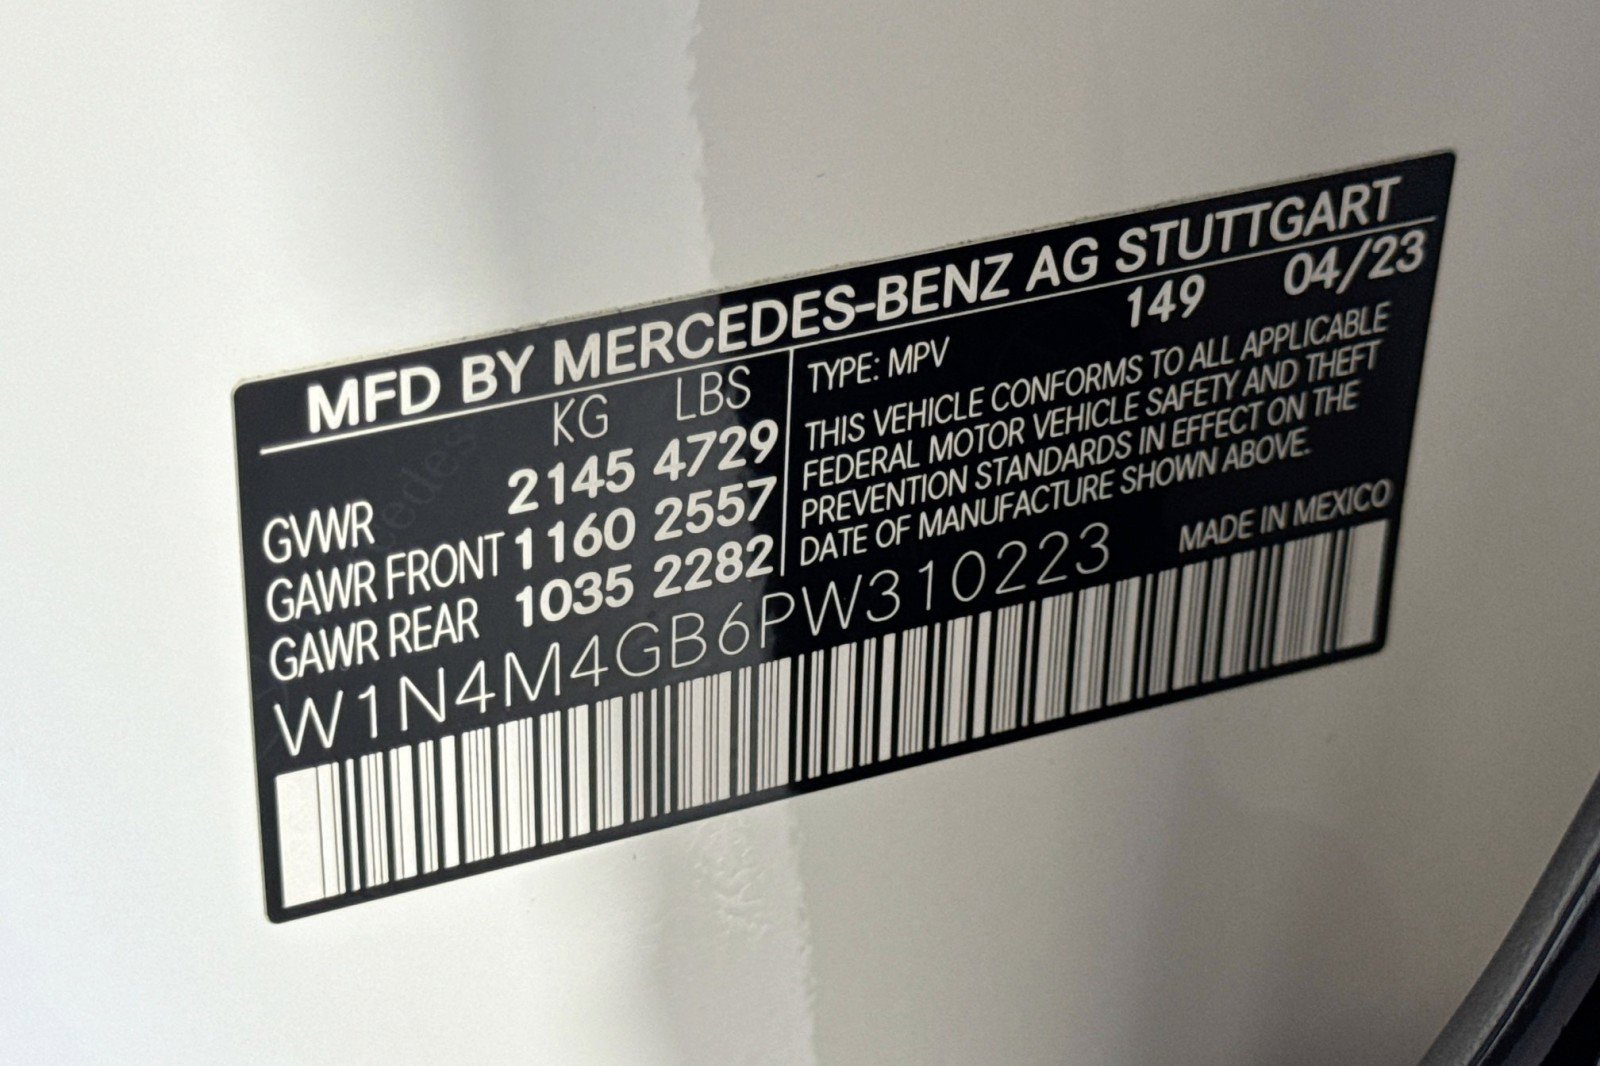 MFD BY MERCEDES-BENZ AG STUTTGART
KG LBS
GVWR 2145 4729
GAWR FRONT 1160 2557
GAWR REAR 1035 2282
149 04/23
TYPE: MPV
THIS VEHICLE CONFORMS TO ALL APPLICABLE
FEDERAL MOTOR VEHICLE SAFETY AND THEFT
PREVENTION STANDARDS IN EFFECT ON THE
DATE OF MANUFACTURE SHOWN ABOVE.
MADE IN MEXICO
W1N4M4GB6PW310223